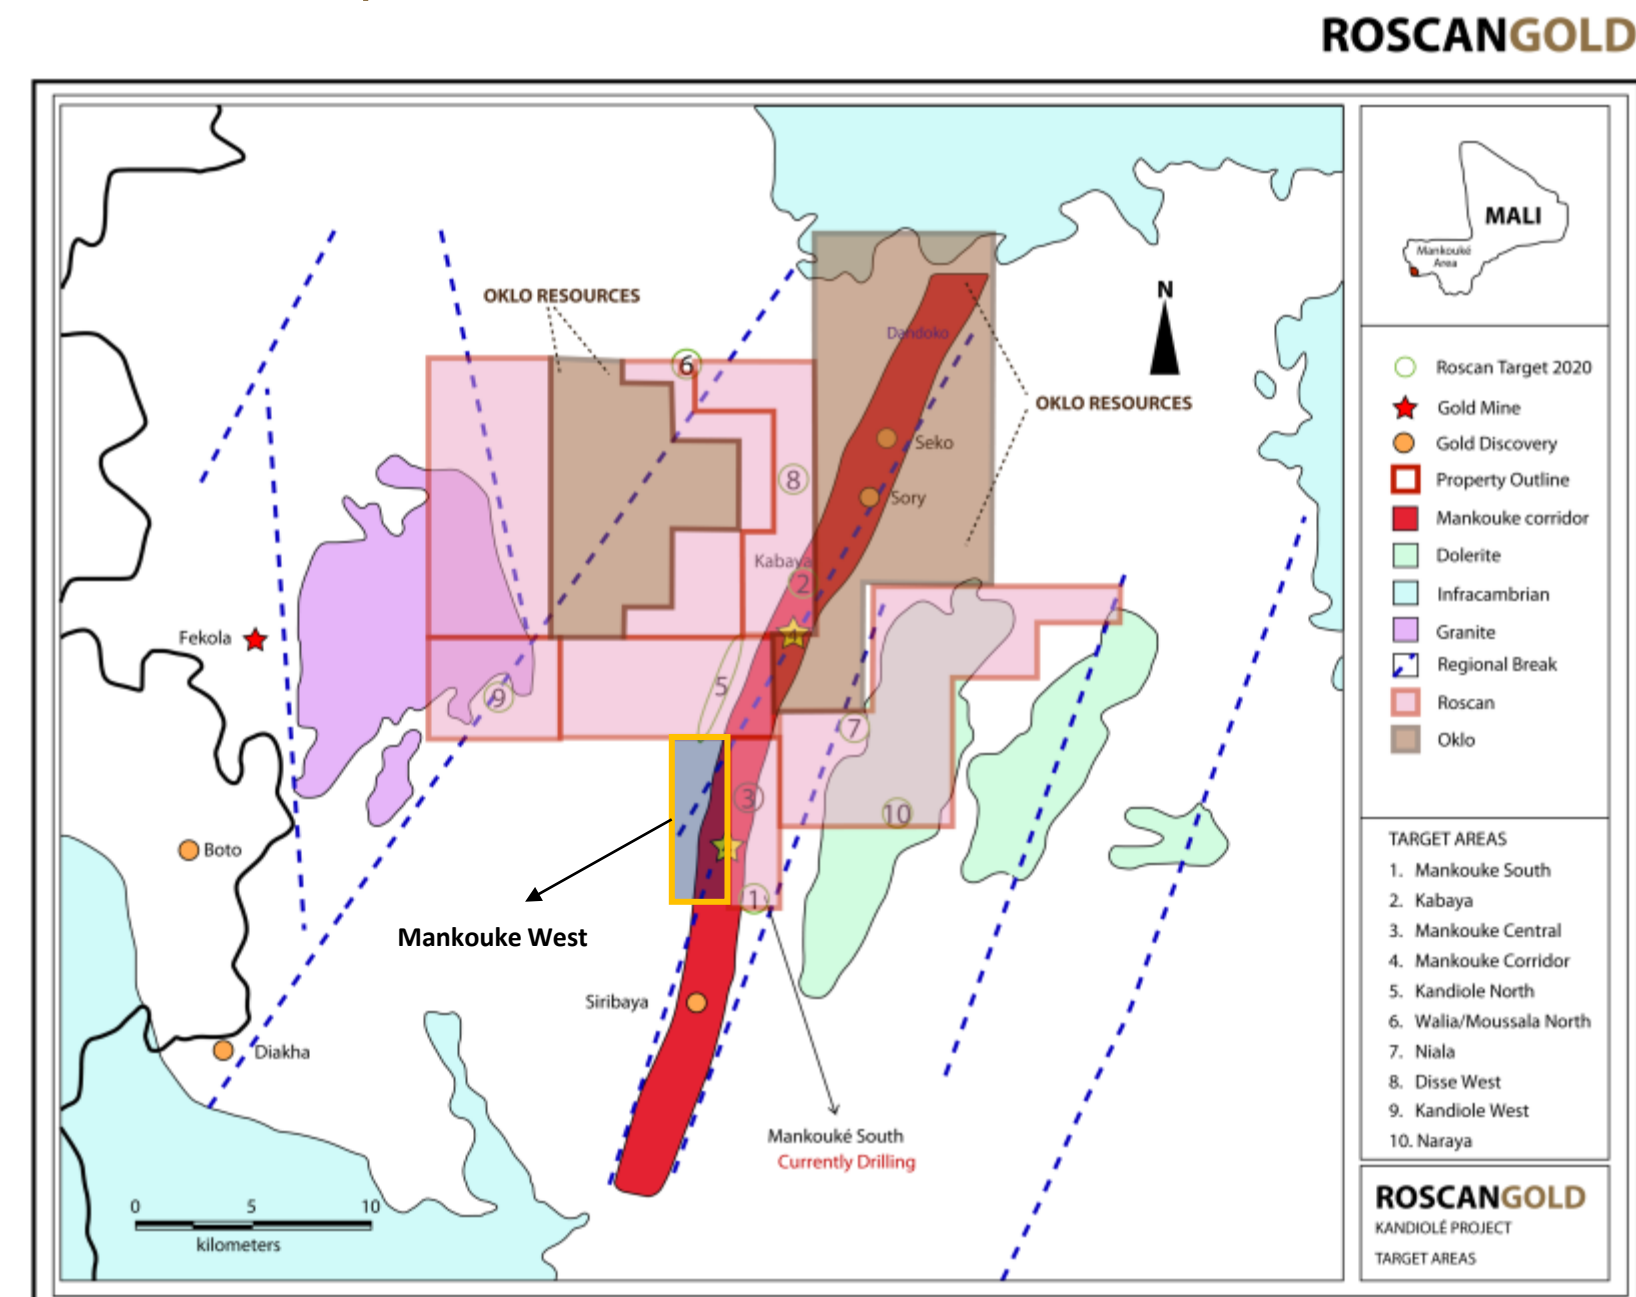 ROSCANGOLD
OKLO RESOURCES
6
Dandoko
OKLO RESOURCES
Seko
8
Sory
Kabaya
2
Fekola
4
5
9
7
3
10
Boto
1
Mankouke West
Siribaya
Diakha
Mankouké South
Currently Drilling
0 5 10
kilometers
N
MALI
Mankouké
Area
Roscan Target 2020
Gold Mine
Gold Discovery
Property Outline
Mankouke corridor
Dolerite
Infracambrian
Granite
Regional Break
Roscan
Oklo
TARGET AREAS
1. Mankouke South
2. Kabaya
3. Mankouke Central
4. Mankouke Corridor
5. Kandiole North
6. Walia/Moussala North
7. Niala
8. Disse West
9. Kandiole West
10. Naraya
ROSCANGOLD
KANDIOLÉ PROJECT
TARGET AREAS